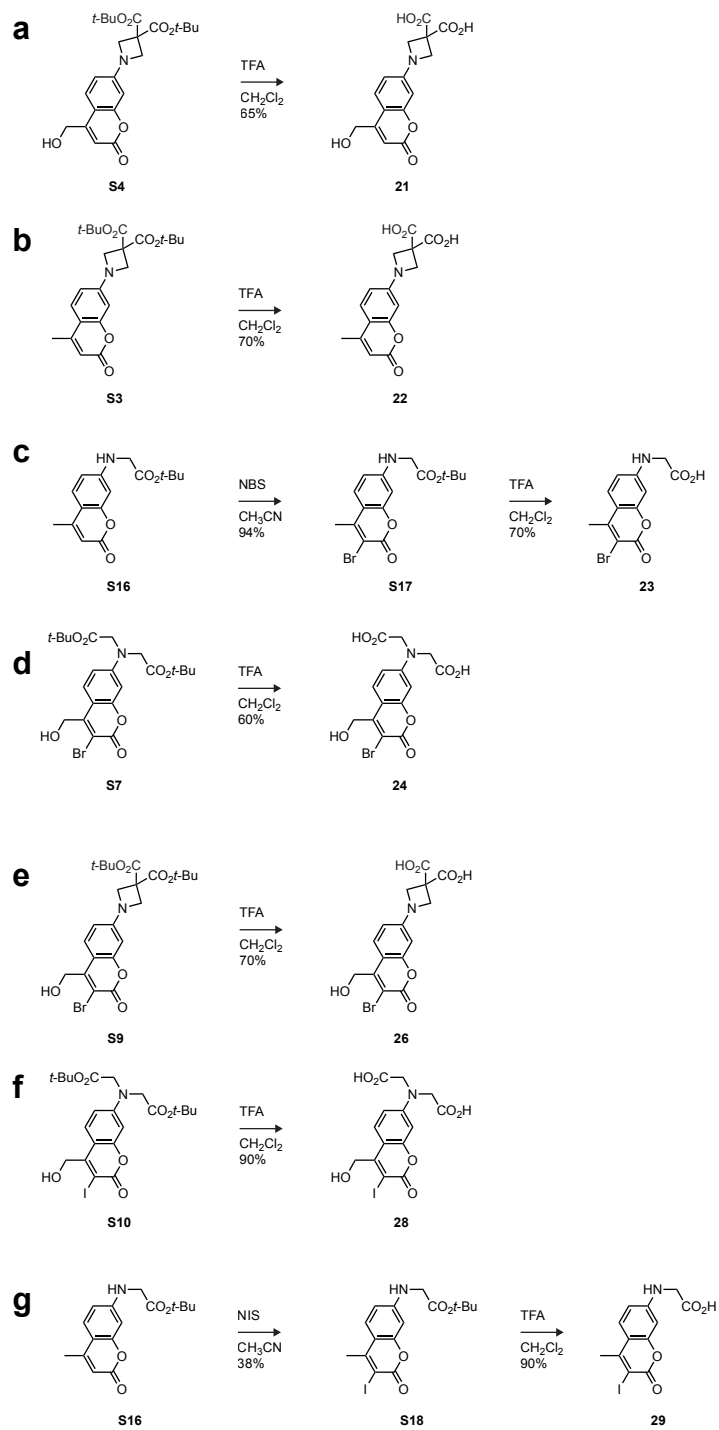 a
t-BuO2C
CO2t-Bu
N
O
O
HO
S4
TFA
CH2Cl2
65%
HO2C
CO2H
N
O
O
HO
21
b
t-BuO2C
CO2t-Bu
N
O
O
S3
TFA
CH2Cl2
70%
HO2C
CO2H
N
O
O
22
c
HN
CO2t-Bu
O
O
S16
NBS
CH3CN
94%
HN
CO2t-Bu
O
O
Br
S17
TFA
CH2Cl2
70%
HN
CO2H
O
O
Br
23
d
t-BuO2C
N
CO2t-Bu
O
O
HO
Br
S7
TFA
CH2Cl2
60%
HO2C
N
CO2H
O
O
HO
Br
24
e
t-BuO2C
CO2t-Bu
N
O
O
HO
Br
S9
TFA
CH2Cl2
70%
HO2C
CO2H
N
O
O
HO
Br
26
f
t-BuO2C
N
CO2t-Bu
O
O
HO
I
S10
TFA
CH2Cl2
90%
HO2C
N
CO2H
O
O
HO
I
28
g
HN
CO2t-Bu
O
O
S16
NIS
CH3CN
38%
HN
CO2t-Bu
O
O
I
S18
TFA
CH2Cl2
90%
HN
CO2H
O
O
I
29